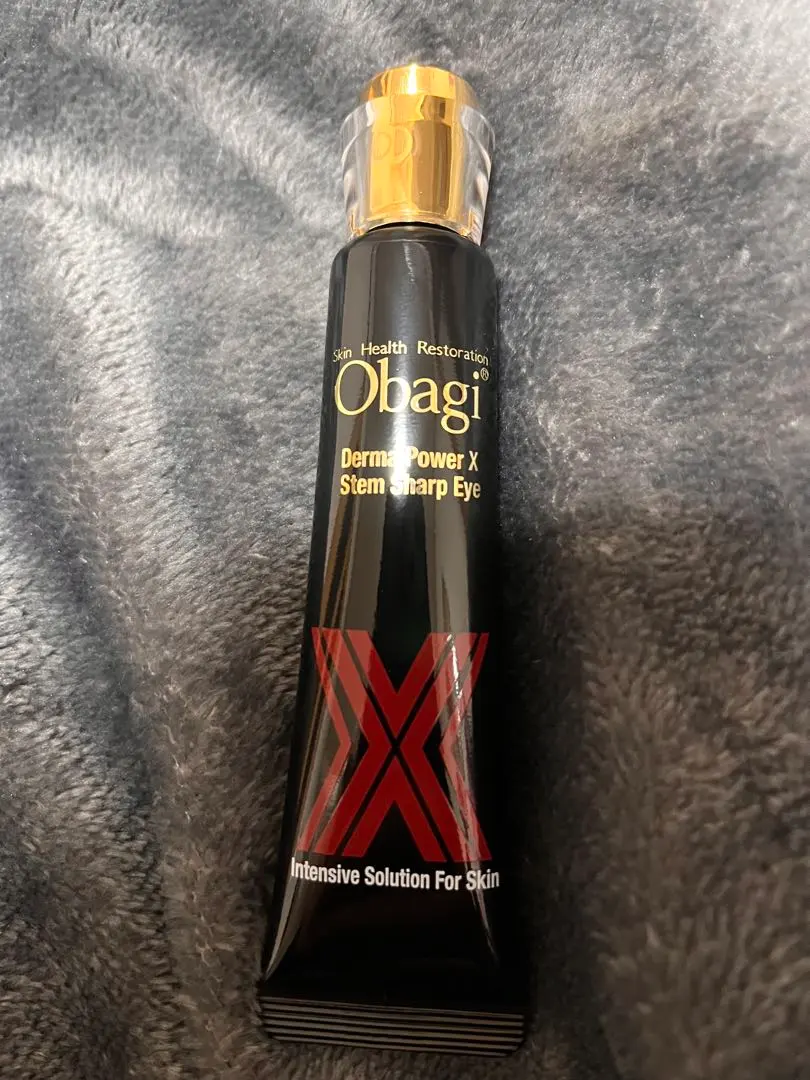 Skin Health Restoration
Obagi®
Derma Power X
Stem Sharp Eye
X
Intensive Solution For Skin